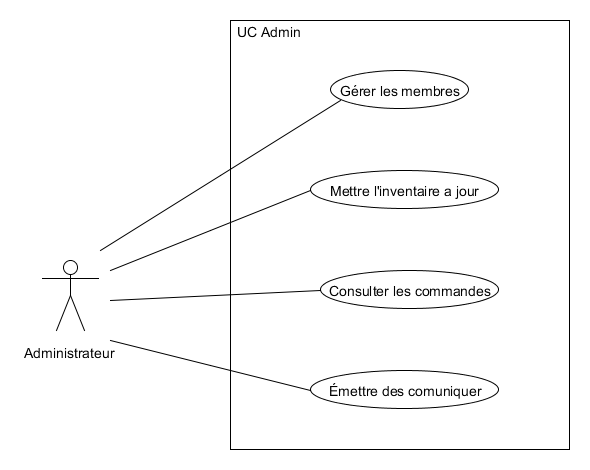 UC Admin
Gérer les membres
Mettre l'inventaire a jour
Consulter les commandes
Administrateur
Émettre des comuniquer